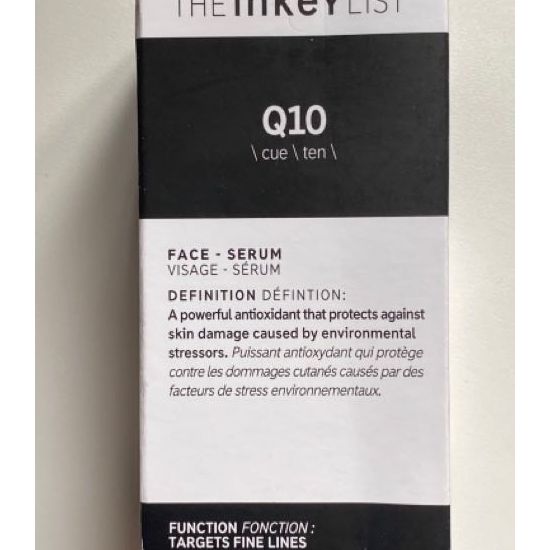 THE INKEY LIST
Q10
\ cue \ ten \
FACE - SERUM
VISAGE - SÉRUM
DEFINITION DÉFINTION:
A powerful antioxidant that protects against
skin damage caused by environmental
stressors. Puissant antioxydant qui protège
contre les dommages cutanés causés par des
facteurs de stress environnementaux.
FUNCTION FONCTION :
TARGETS FINE LINES